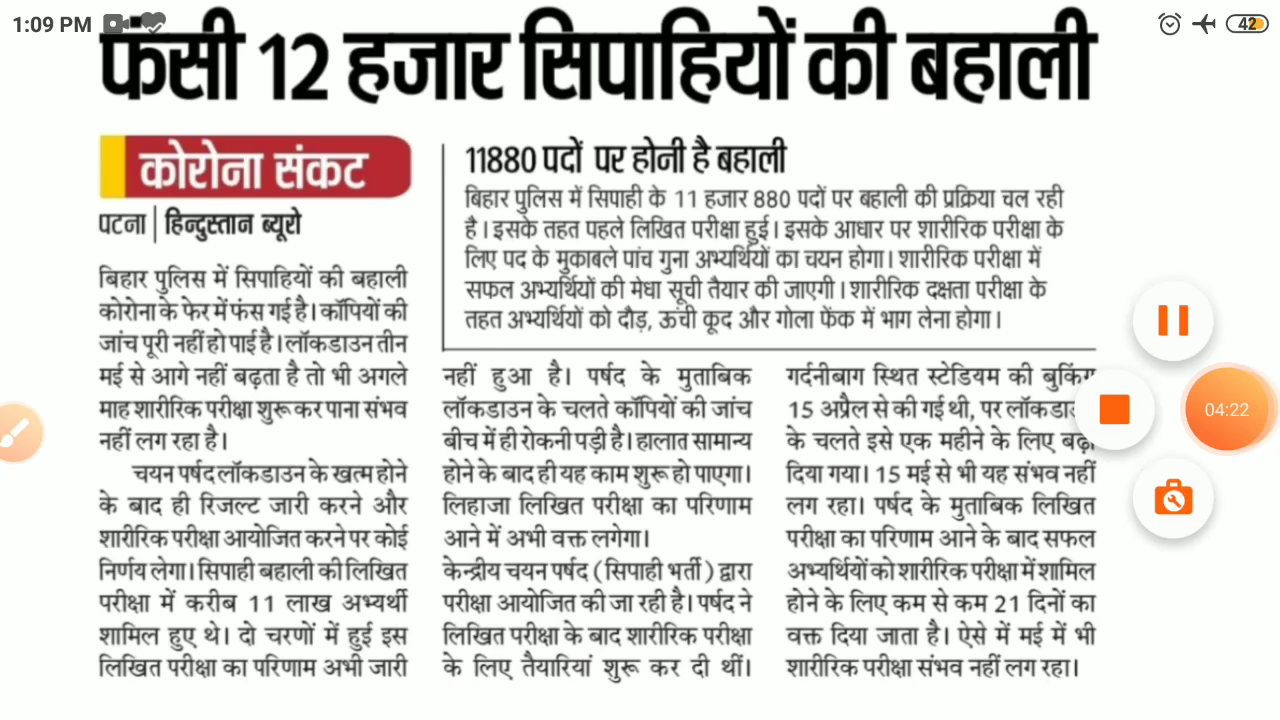 1:09 PM
42
फंसी 12 हजार सिपाहियों की बहाली
कोरोना संकट
पटना | हिन्दुस्तान ब्यूरो
बिहार पुलिस में सिपाहियों की बहाली
कोरोना के फेर में फंस गई है। कॉपियों की
जांच पूरी नहीं हो पाई है। लॉकडाउन तीन
मई से आगे नहीं बढ़ता है तो भी अगले
माह शारीरिक परीक्षा शुरू कर पाना संभव
नहीं लग रहा है।
चयन पर्षद लॉकडाउन के खत्म होने
के बाद ही रिजल्ट जारी करने और
शारीरिक परीक्षा आयोजित करने पर कोई
निर्णय लेगा। सिपाही बहाली की लिखित
परीक्षा में करीब 11 लाख अभ्यर्थी
शामिल हुए थे। दो चरणों में हुई इस
लिखित परीक्षा का परिणाम अभी जारी
11880 पदों पर होनी है बहाली
बिहार पुलिस में सिपाही के 11 हजार 880 पदों पर बहाली की प्रक्रिया चल रही
है। इसके तहत पहले लिखित परीक्षा हुई। इसके आधार पर शारीरिक परीक्षा के
लिए पद के मुकाबले पांच गुना अभ्यर्थियों का चयन होगा। शारीरिक परीक्षा में
सफल अभ्यर्थियों की मेधा सूची तैयार की जाएगी। शारीरिक दक्षता परीक्षा के
तहत अभ्यर्थियों को दौड़, ऊंची कूद और गोला फेंक में भाग लेना होगा।
नहीं हुआ है। पर्षद के मुताबिक
लॉकडाउन के चलते कॉपियों की जांच
बीच में ही रोकनी पड़ी है। हालात सामान्य
होने के बाद ही यह काम शुरू हो पाएगा।
लिहाजा लिखित परीक्षा का परिणाम
आने में अभी वक्त लगेगा।
केन्द्रीय चयन पर्षद (सिपाही भर्ती) द्वारा
परीक्षा आयोजित की जा रही है। पर्षद ने
लिखित परीक्षा के बाद शारीरिक परीक्षा
के लिए तैयारियां शुरू कर दी थीं।
गर्दनीबाग स्थित स्टेडियम की बुकिंग
15 अप्रैल से की गई थी, पर
के चलते इसे एक महीने के लिए बढ़ा
दिया गया। 15 मई से भी यह संभव नहीं
लग रहा। पर्षद के मुताबिक लिखित
परीक्षा का परिणाम आने के बाद सफल
अभ्यर्थियों को शारीरिक परीक्षा में शामिल
होने के लिए कम से कम 21 दिनों का
वक्त दिया जाता है। ऐसे में मई में भी
शारीरिक परीक्षा संभव नहीं लग रहा।
04:22